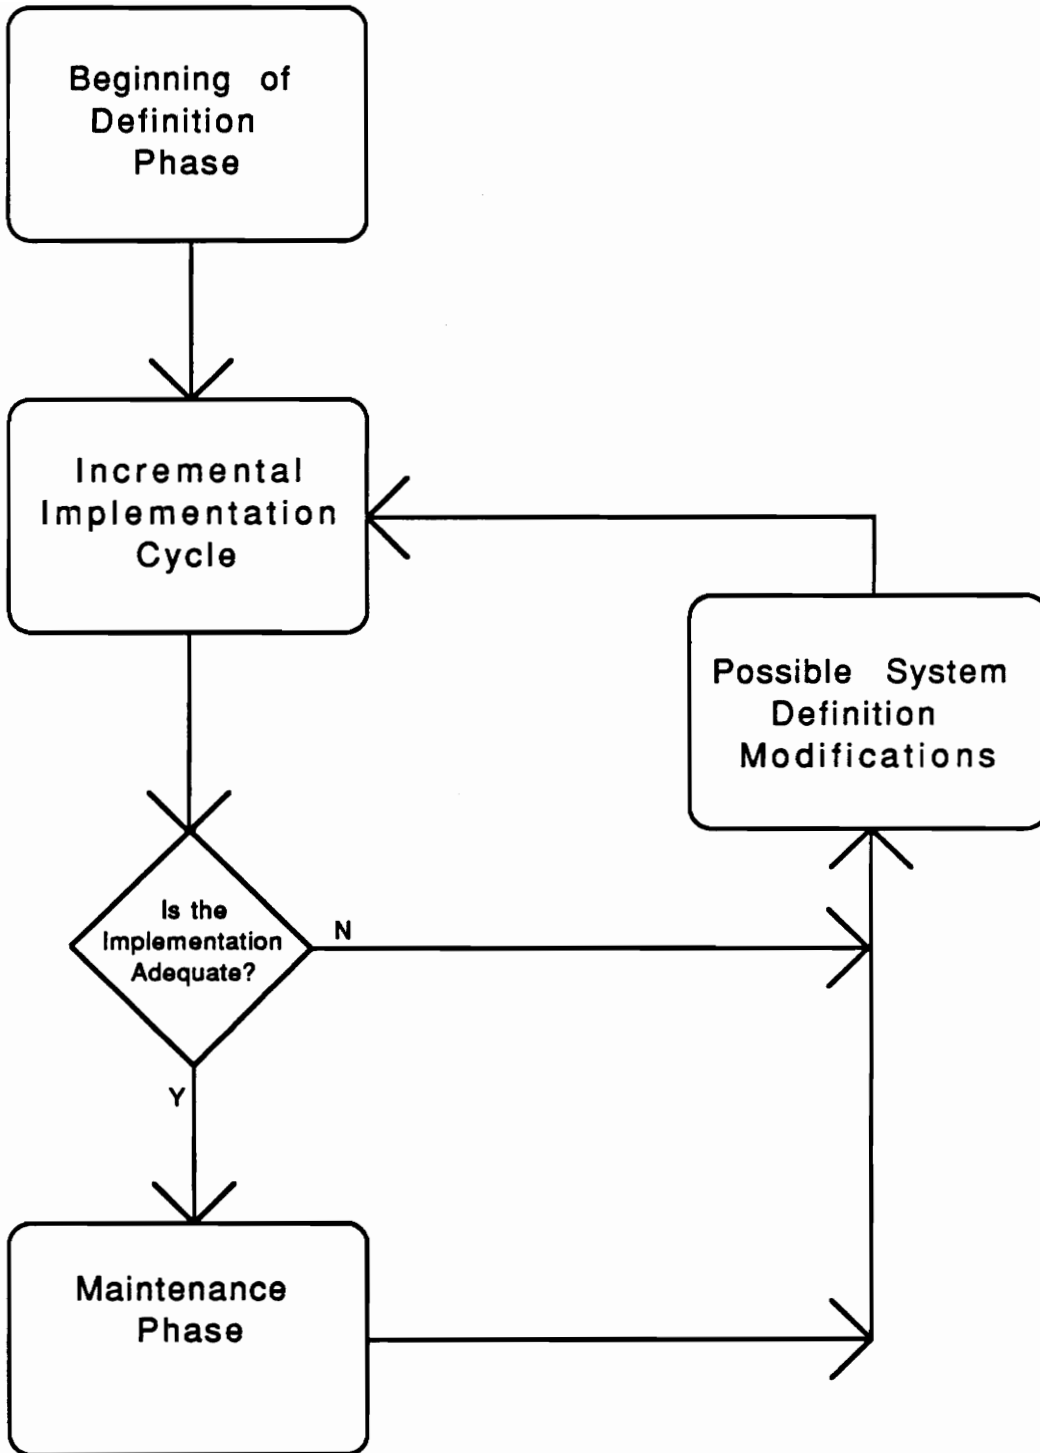 Beginning of
Definition
Phase
Incremental
Implementation
Cycle
Possible System
Definition
Modifications
Is the
Implementation
Adequate?
N
Y
Maintenance
Phase